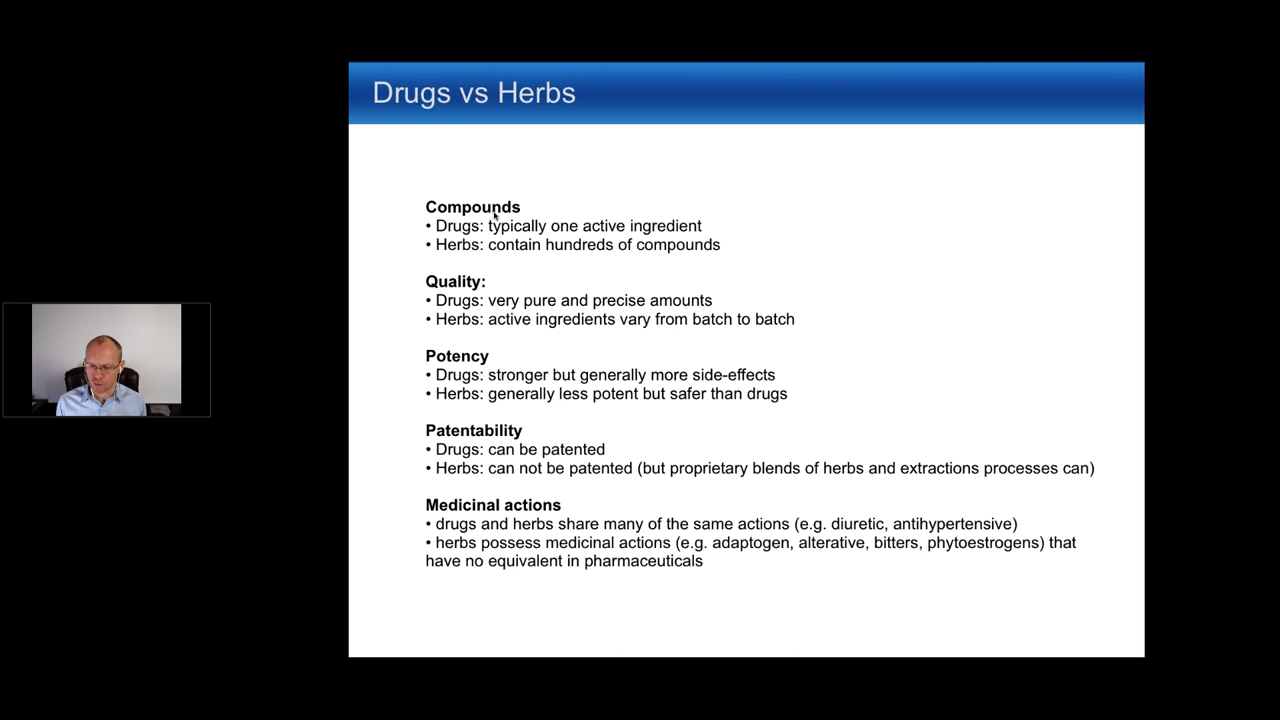 Drugs vs Herbs
Compounds
• Drugs: typically one active ingredient
• Herbs: contain hundreds of compounds
Quality:
• Drugs: very pure and precise amounts
• Herbs: active ingredients vary from batch to batch
Potency
• Drugs: stronger but generally more side-effects
• Herbs: generally less potent but safer than drugs
Patentability
• Drugs: can be patented
• Herbs: can not be patented (but proprietary blends of herbs and extractions processes can)
Medicinal actions
• drugs and herbs share many of the same actions (e.g. diuretic, antihypertensive)
• herbs possess medicinal actions (e.g. adaptogen, alterative, bitters, phytoestrogens) that
have no equivalent in pharmaceuticals